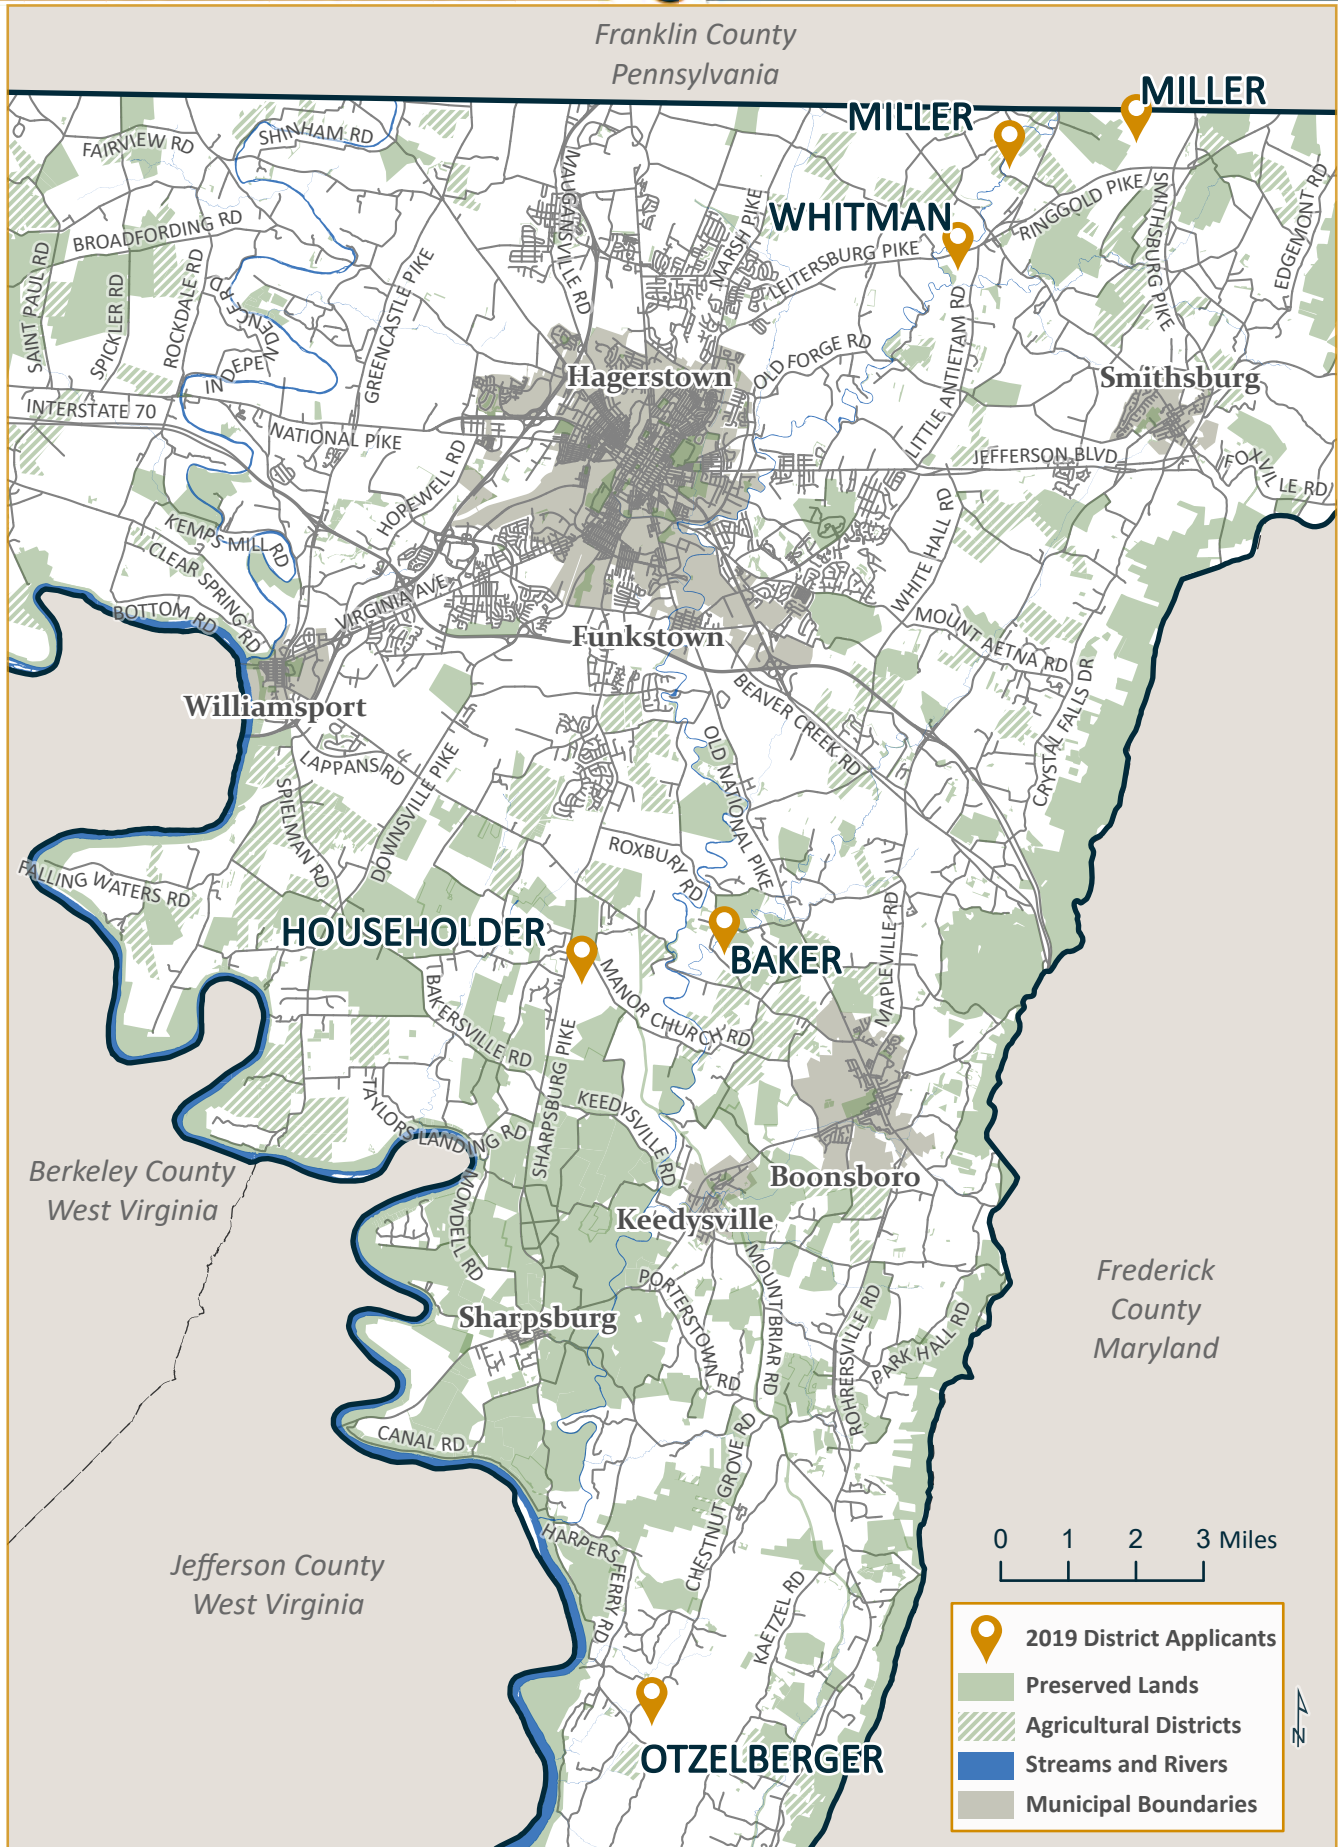 Franklin County
Pennsylvania
MILLER
MILLER
SHINHAM RD
FAIRVIEW RD
MAUGANSVILLE RD
MARSH PIKE
WHITMAN
RINGGOLD PIKE
SMITHSBURG PIKE
EDGEMONT RD
BROADFORDING RD
SAINT PAUL RD
SPICKLER RD
ROCKDALE RD
INDEPENDENCE RD
GREENCASTLE PIKE
LEITERSBURG PIKE
OLD FORGE RD
LITTLE ANTIETAM RD
Hagerstown
Smithsburg
INTERSTATE 70
NATIONAL PIKE
HOPEWELL RD
JEFFERSON BLVD
FOXVILLE RD
KEMPS MILL RD
CLEAR SPRING RD
BOTTOM RD
VIRGINIA AVE
WHITE HALL RD
MOUNT AETNA RD
Funkstown
Williamsport
BEAVER CREEK RD
CRYSTAL FALLS DR
LAPPANS RD
SPIELMAN RD
DOWNSVILLE PIKE
OLD NATIONAL PIKE
ROXBURY RD
FALLING WATERS RD
HOUSEHOLDER
BAKER
MAPLEVILLE RD
MANOR CHURCH RD
BAKERSVILLE RD
SHARPSBURG PIKE
TAYLORS LANDING RD
KEEDYSVILLE RD
Berkeley County
West Virginia
Boonsboro
Keedysville
MONDELL RD
Sharpsburg
PORTERSTOWN RD
MOUNT BRIAR RD
ROHRERSVILLE RD
PARK HALL RD
Frederick
County
Maryland
CANAL RD
CHESTNUT GROVE RD
HARPERS FERRY RD
KAETZEL RD
Jefferson County
West Virginia
OTZELBERGER
0 1 2 3 Miles
2019 District Applicants
Preserved Lands
Agricultural Districts
Streams and Rivers
Municipal Boundaries
N